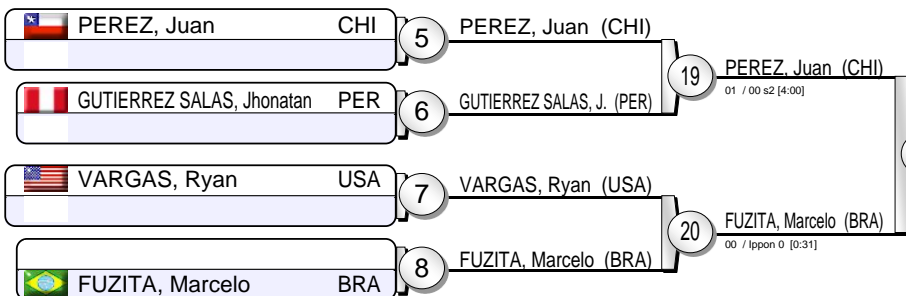 PEREZ, Juan CHI
5
PEREZ, Juan (CHI)
19
PEREZ, Juan (CHI)
01 / 00 s2 [4:00]
GUTIERREZ SALAS, Jhonatan PER
6
GUTIERREZ SALAS, J. (PER)
VARGAS, Ryan USA
7
VARGAS, Ryan (USA)
20
FUZITA, Marcelo (BRA)
00 / Ippon 0 [0:31]
FUZITA, Marcelo BRA
8
FUZITA, Marcelo (BRA)